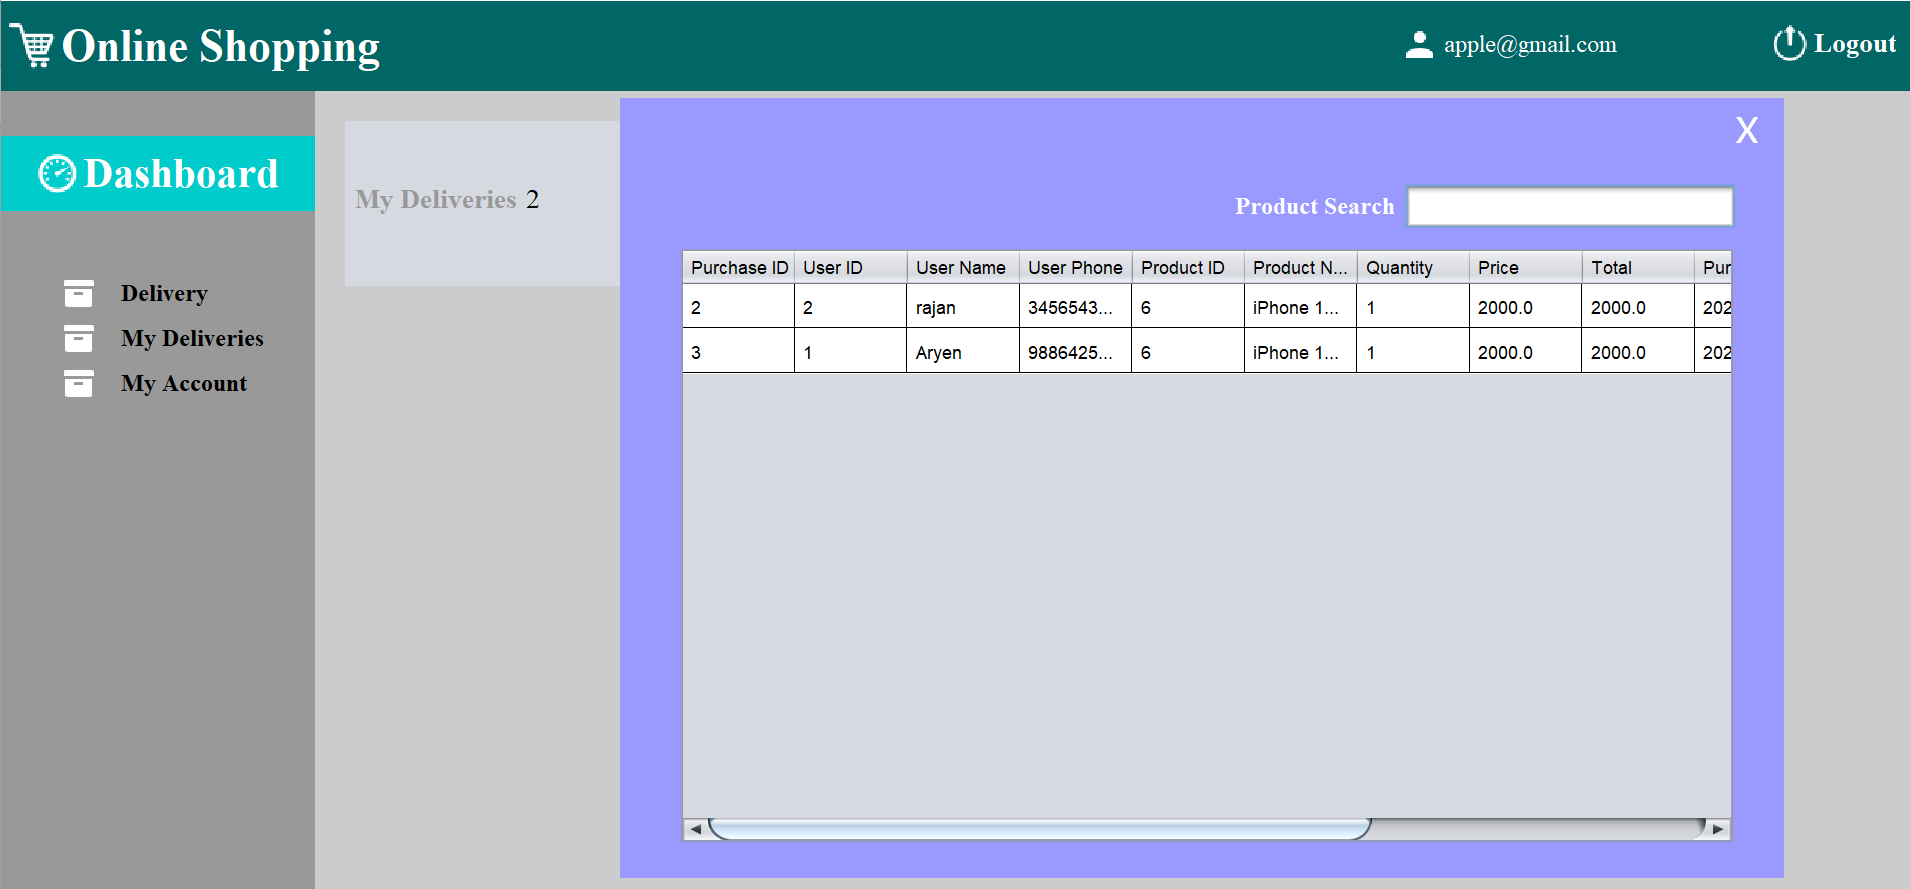 Online Shopping
apple@gmail.com
Logout
Dashboard
Delivery
My Deliveries
My Account
My Deliveries 2
X
Product Search
Purchase ID User ID User Name User Phone Product ID Product N... Quantity Price Total Pur
2 2 rajan 3456543... 6 iPhone 1... 1 2000.0 2000.0 202
3 1 Aryen 9886425... 6 iPhone 1... 1 2000.0 2000.0 202